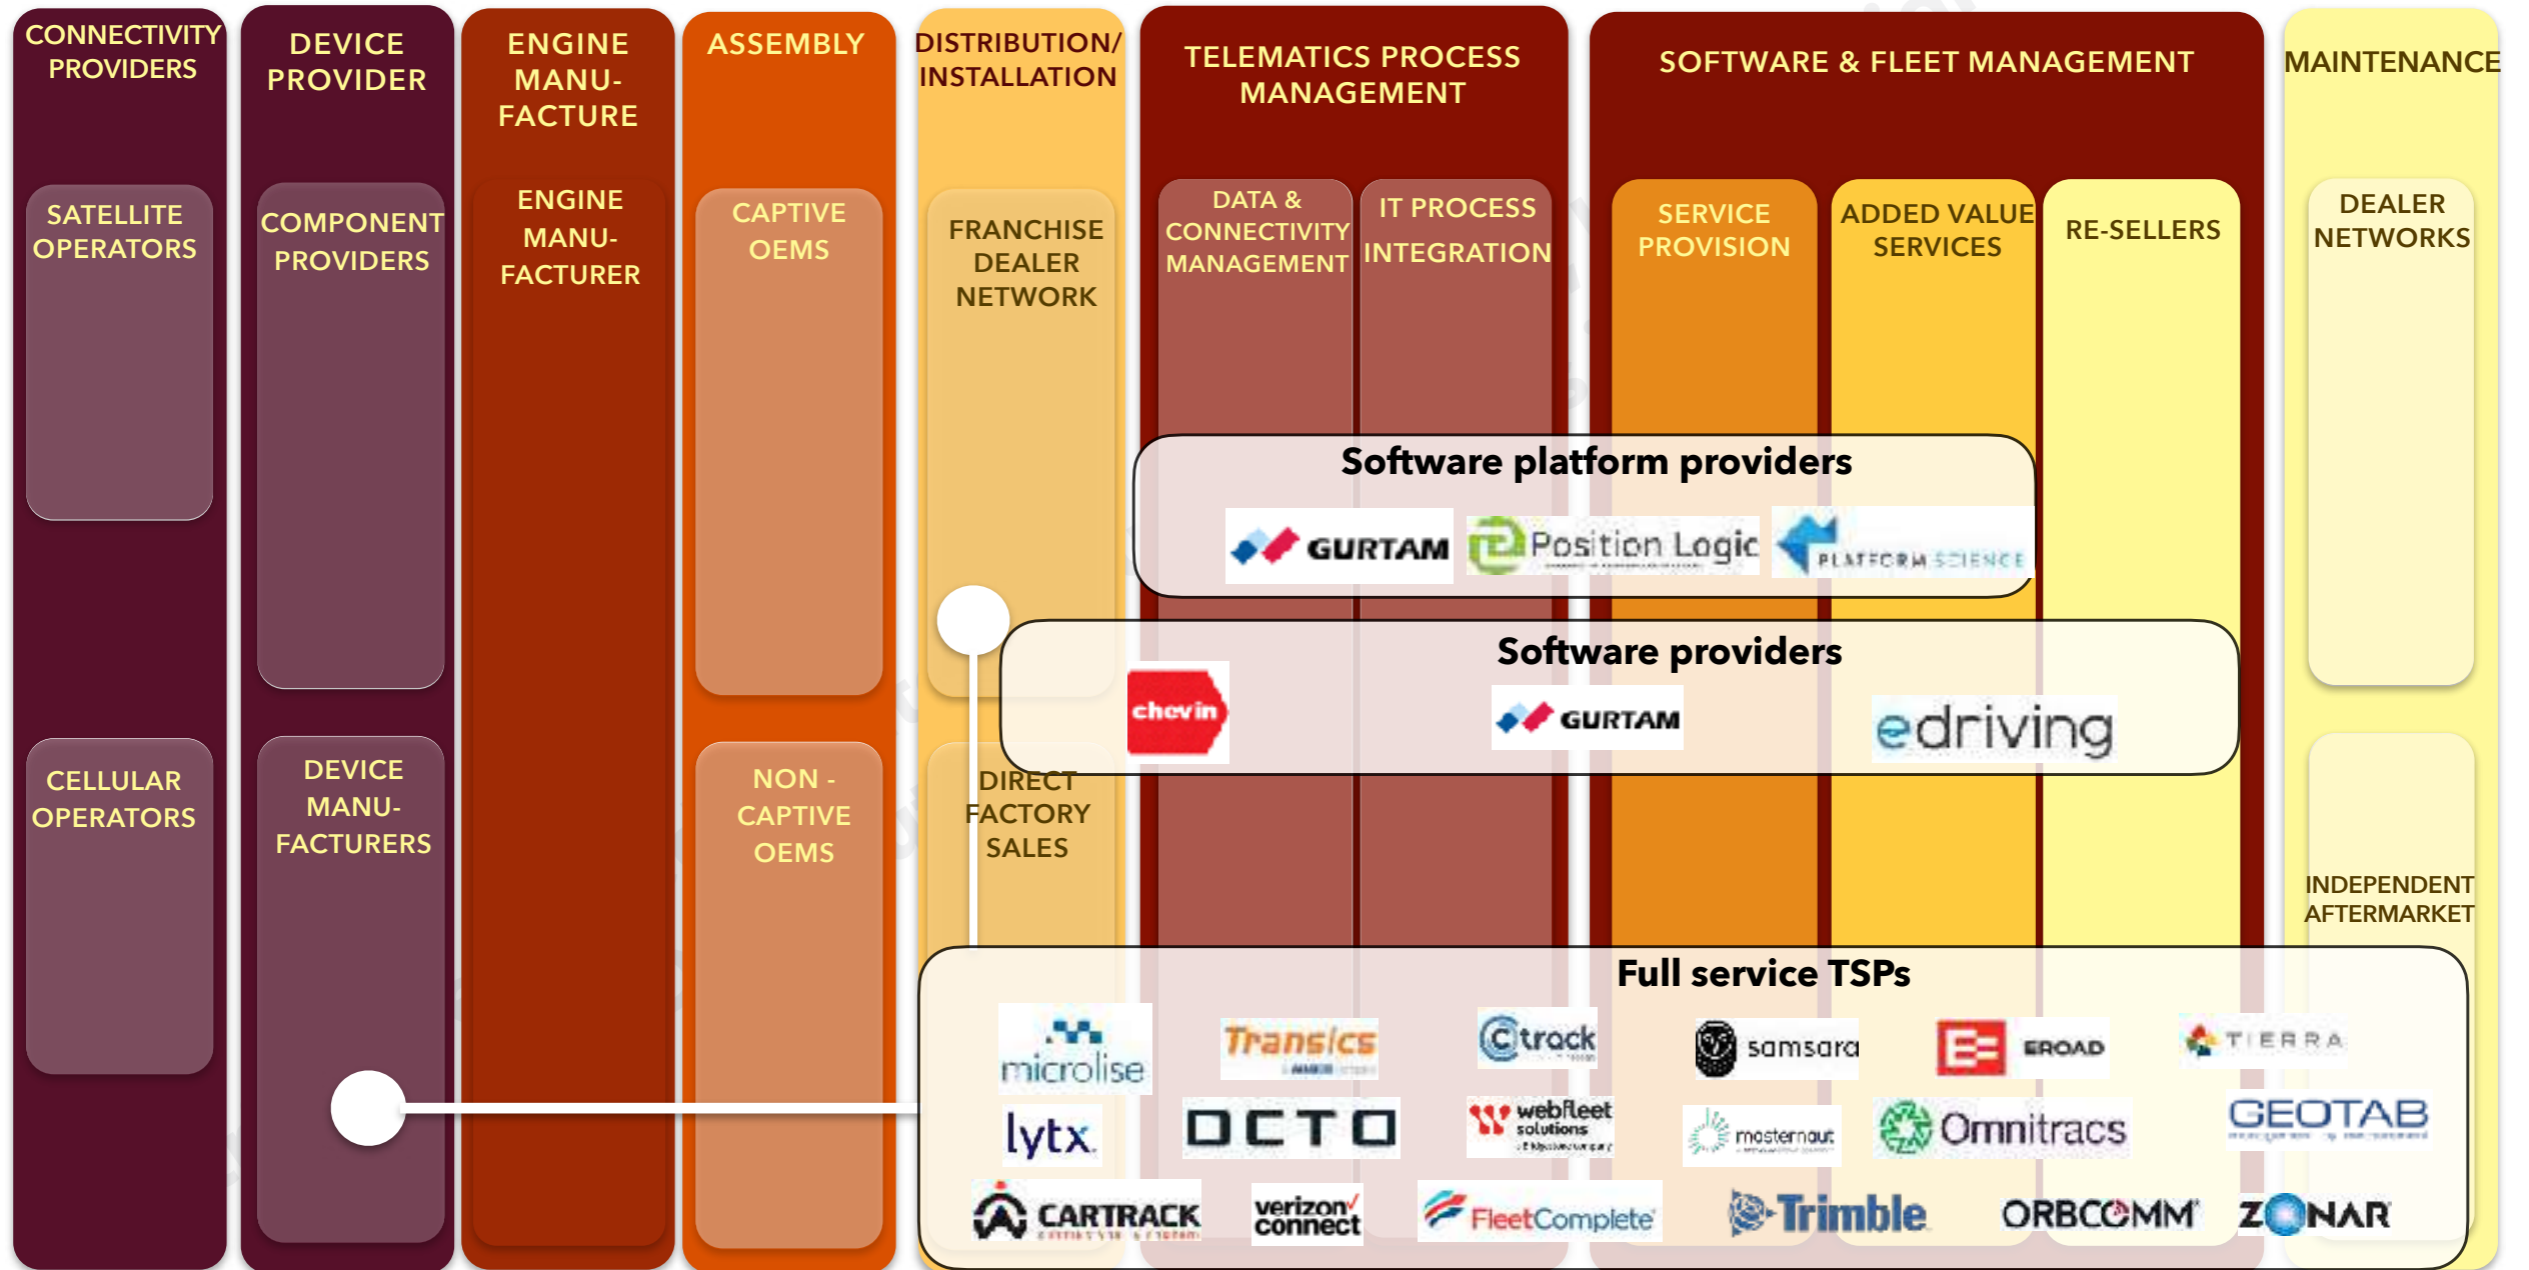 CONNECTIVITY
PROVIDERS
DEVICE
PROVIDER
ENGINE
MANU-
FACTURE
ASSEMBLY
DISTRIBUTION/
INSTALLATION
TELEMATICS PROCESS
MANAGEMENT
SOFTWARE & FLEET MANAGEMENT
MAINTENANCE
SATELLITE
OPERATORS
COMPONENT
PROVIDERS
ENGINE
MANU-
FACTURER
CAPTIVE
OEMS
FRANCHISE
DEALER
NETWORK
DATA &
CONNECTIVITY
MANAGEMENT
IT PROCESS
INTEGRATION
SERVICE
PROVISION
ADDED VALUE
SERVICES
RE-SELLERS
DEALER
NETWORKS
Software platform providers
GURTAM
Position Logic
PLATFORM SCIENCE
Software providers
chevin
GURTAM
edriving
CELLULAR
OPERATORS
DEVICE
MANU-
FACTURERS
NON -
CAPTIVE
OEMS
DIRECT
FACTORY
SALES
INDEPENDENT
AFTERMARKET
Full service TSPs
microlise
Transics
Ctrack
samsara
EROAD
TIERRA
lytx
OCTO
webfleet
solutions
masternaut
Omnitracs
GEOTAB
CARTRACK
verizon
connect
FleetComplete
Trimble
ORBCOMM
ZONAR